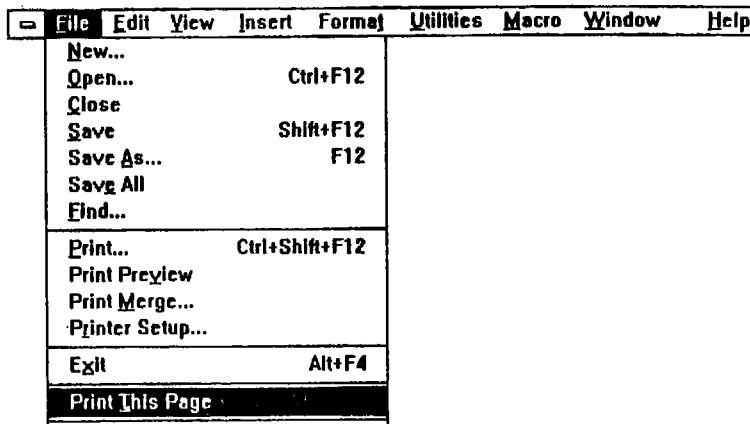 File Edit View Insert Format Utilities Macro Window Help
New...
Open... Ctrl+F12
Close
Save Shift+F12
Save As... F12
Save All
Find...
Print... Ctrl+Shift+F12
Print Preview
Print Merge...
Printer Setup...
Exit Alt+F4
Print This Page